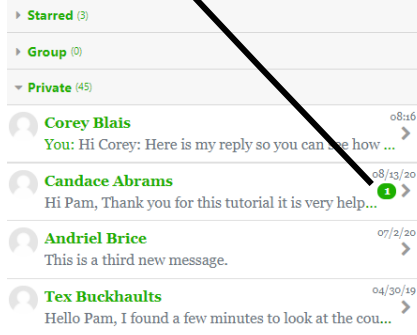 Starred (3)
Group (0)
Private (45)
Corey Blais
08:16
You: Hi Corey: Here is my reply so you can see how ...
Candace Abrams
08/13/20
1
Hi Pam, Thank you for this tutorial it is very help...
Andriel Brice
07/2/20
This is a third new message.
Tex Buckhaults
04/30/19
Hello Pam, I found a few minutes to look at the cou...